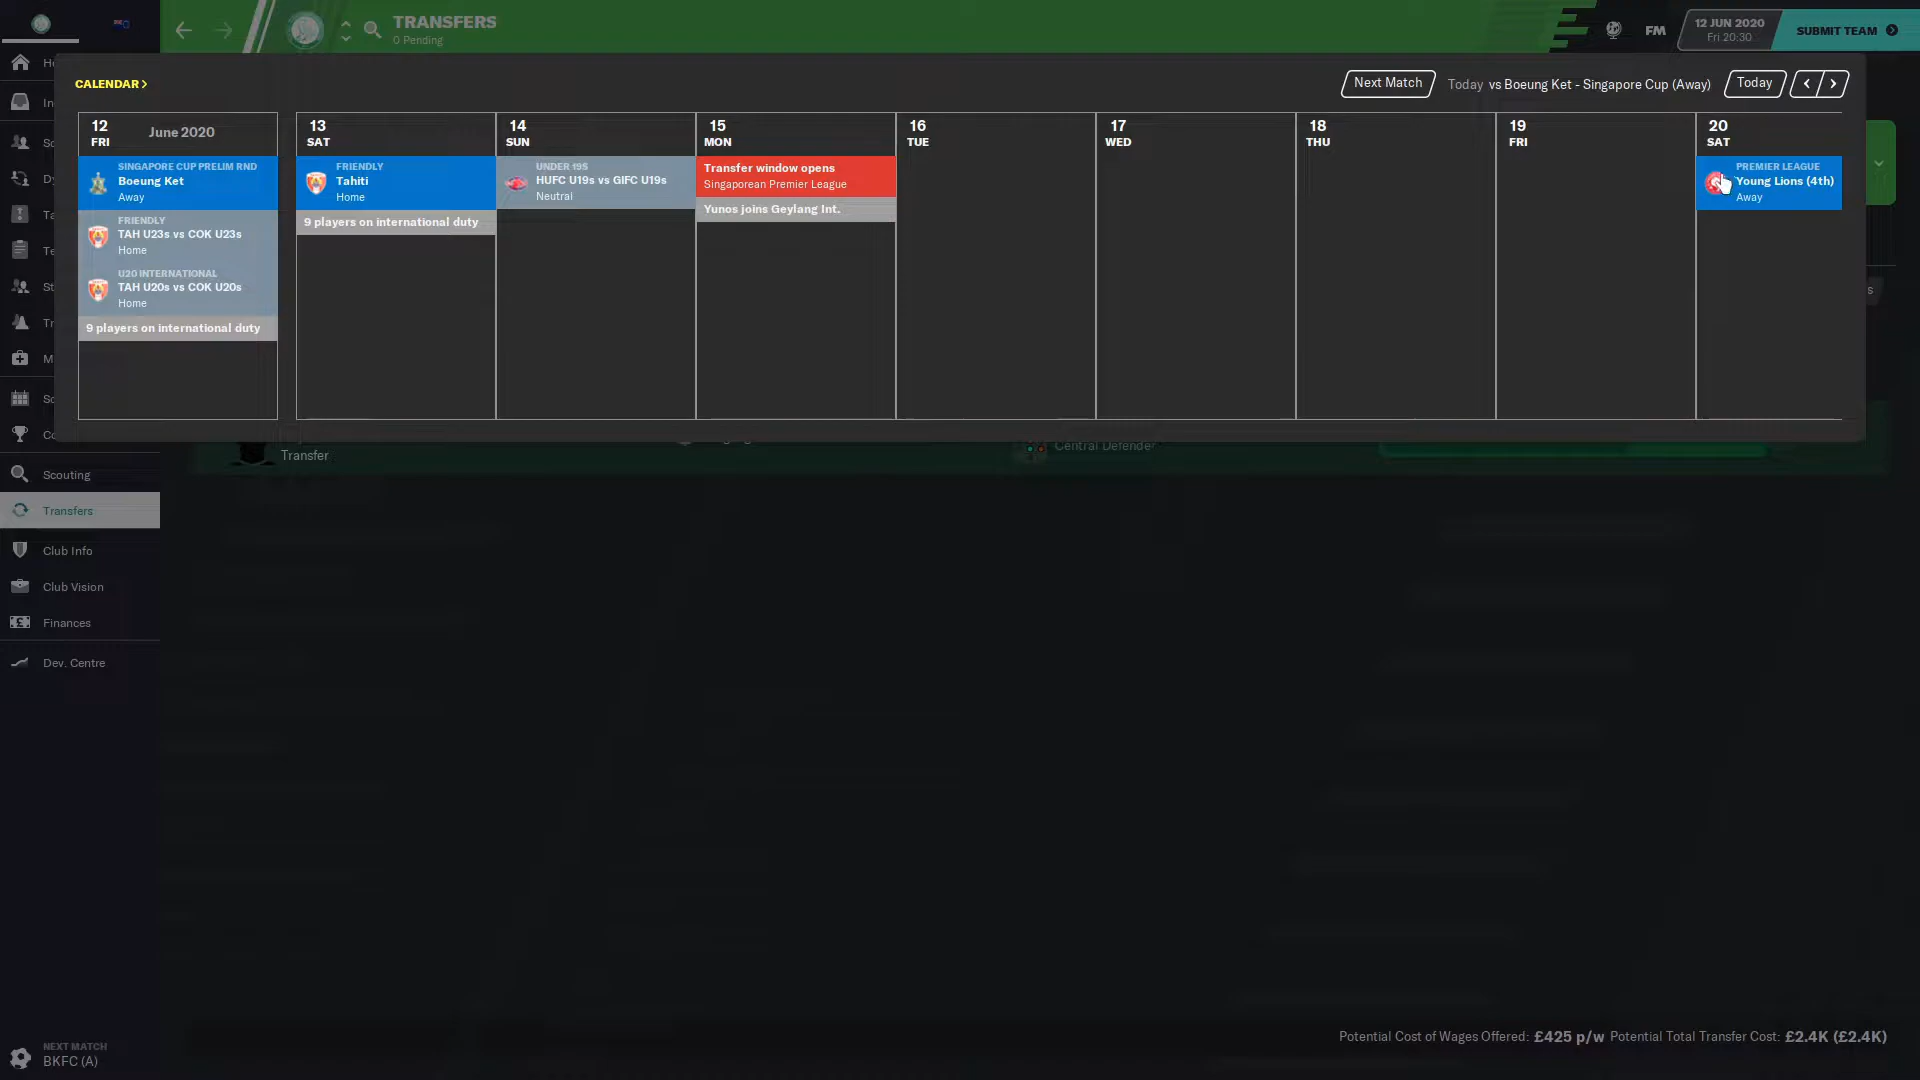 TRANSFERS
0 Pending
FM
12 JUN 2020
Fri 20:30
SUBMIT TEAM
CALENDAR
Next Match
Today vs Boeung Ket - Singapore Cup (Away)
Today
12
FRI
June 2020
SINGAPORE CUP PRELIM RND
Boeung Ket
Away
FRIENDLY
TAH U23s vs COK U23s
Home
U20 INTERNATIONAL
TAH U20s vs COK U20s
Home
9 players on international duty
13
SAT
FRIENDLY
Tahiti
Home
9 players on international duty
14
SUN
UNDER 19S
HUFC U19s vs GIFC U19s
Neutral
15
MON
Transfer window opens
Singaporean Premier League
Yunos joins Geylang Int.
16
TUE
17
WED
18
THU
19
FRI
20
SAT
PREMIER LEAGUE
Young Lions (4th)
Away
Transfer
Central Defender
Scouting
Transfers
Club Info
Club Vision
Finances
Dev. Centre
NEXT MATCH
BKFC (A)
Potential Cost of Wages Offered: £425 p/w Potential Total Transfer Cost: £2.4K (£2.4K)